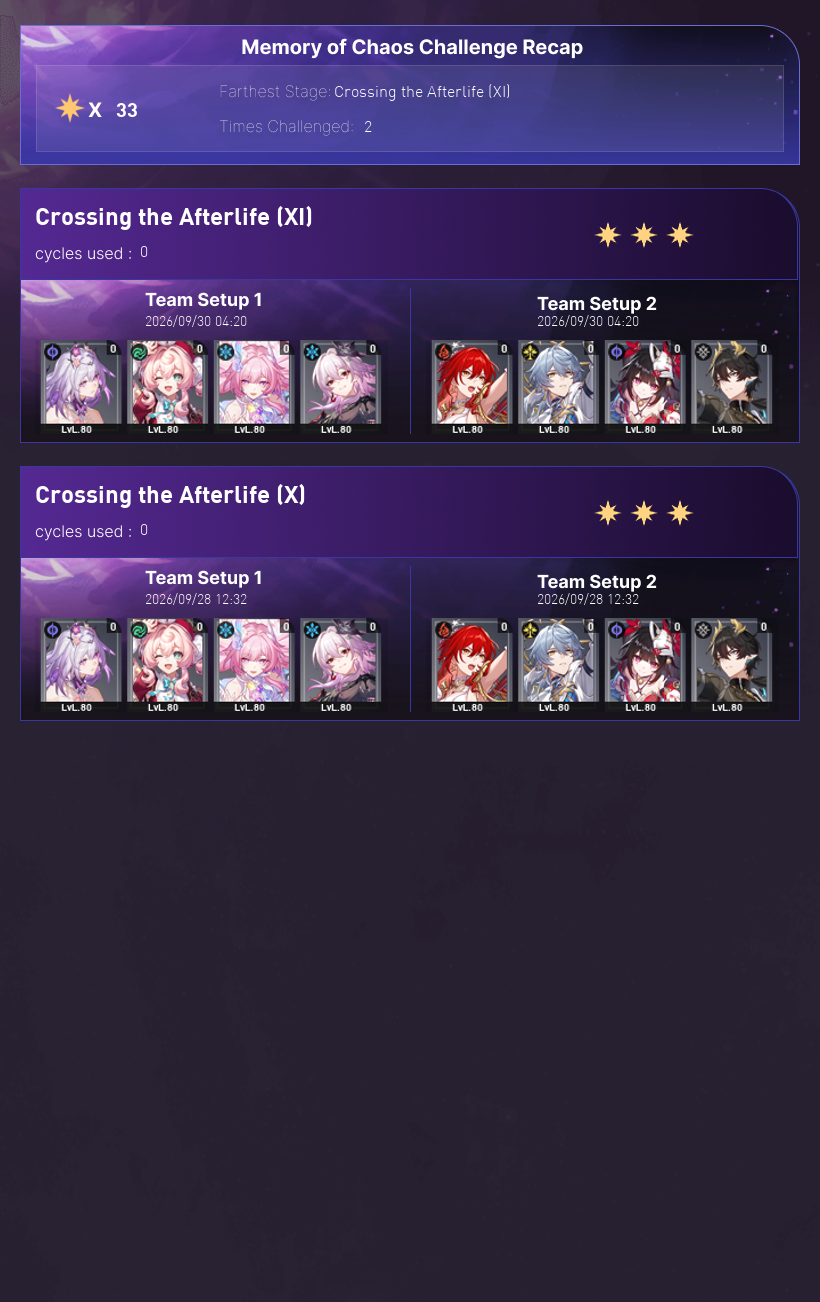 Memory of Chaos Challenge Recap
X 33
Farthest Stage: Crossing the Afterlife (XI)
Times Challenged: 2
Crossing the Afterlife (XI)
cycles used : 0
Team Setup 1
2026/09/30 04:20
0 0 0 0
LvL.80 LvL.80 LvL.80 LvL.80
Team Setup 2
2026/09/30 04:20
0 0 0 0
LvL.80 LvL.80 LvL.80 LvL.80
Crossing the Afterlife (X)
cycles used : 0
Team Setup 1
2026/09/28 12:32
0 0 0 0
LvL.80 LvL.80 LvL.80 LvL.80
Team Setup 2
2026/09/28 12:32
0 0 0 0
LvL.80 LvL.80 LvL.80 LvL.80